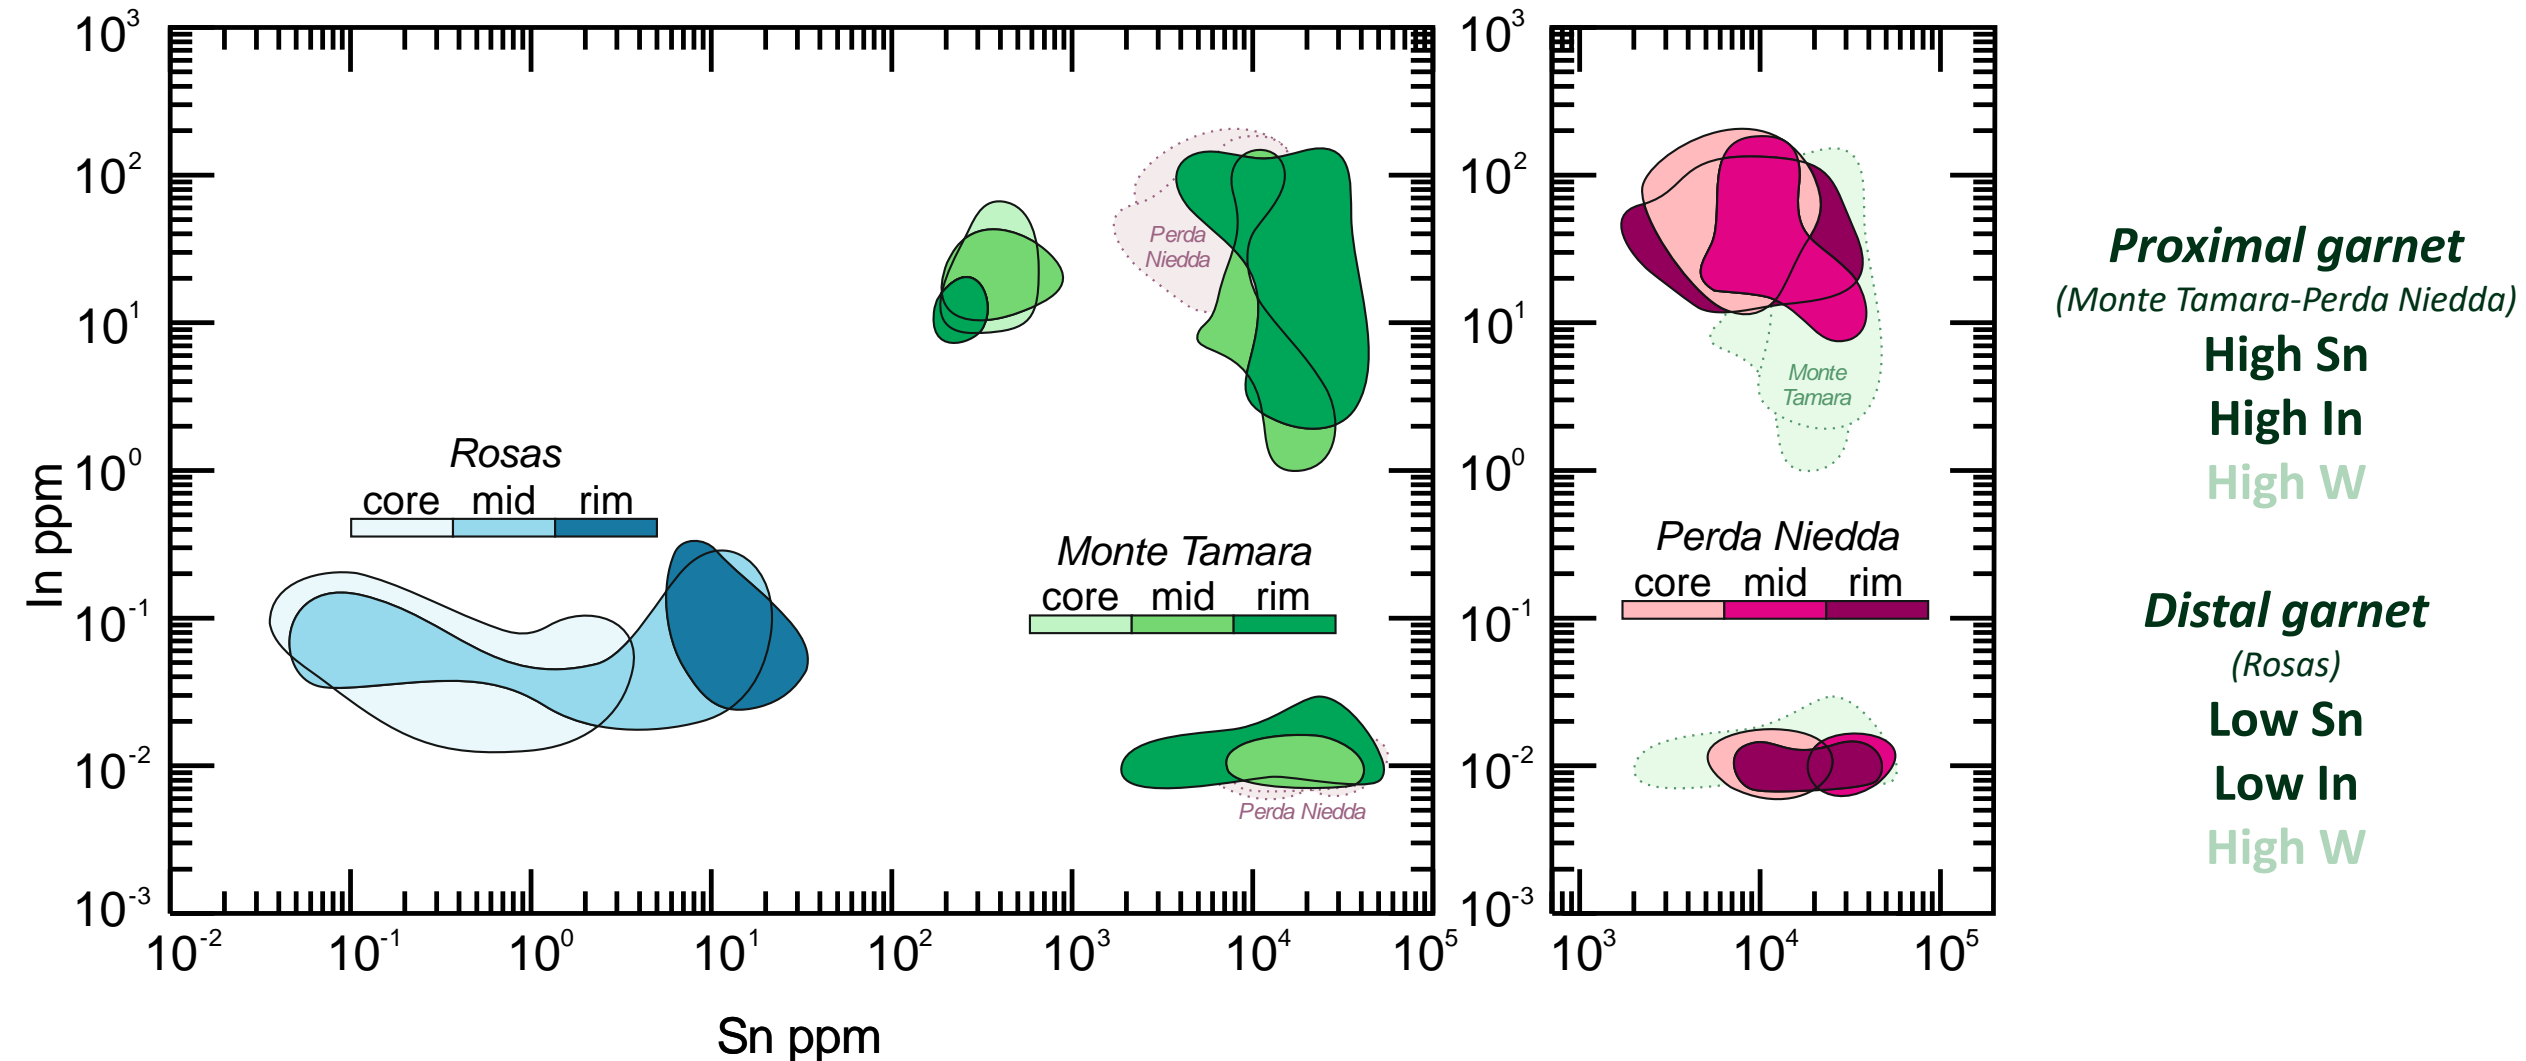 10³
10²
10¹
10⁰
10⁻¹
10⁻²
10⁻³
In ppm
10⁻²
10⁻¹
10⁰
10¹
10²
10³
10⁴
10⁵
Sn ppm
Rosas
core mid rim
Perda
Niedda
Monte Tamara
core mid rim
Perda Niedda
10³
10²
10¹
10⁰
10⁻¹
10⁻²
10⁻³
10³
10⁴
10⁵
Monte
Tamara
Perda Niedda
core mid rim
Proximal garnet
(Monte Tamara-Perda Niedda)
High Sn
High In
High W
Distal garnet
(Rosas)
Low Sn
Low In
High W